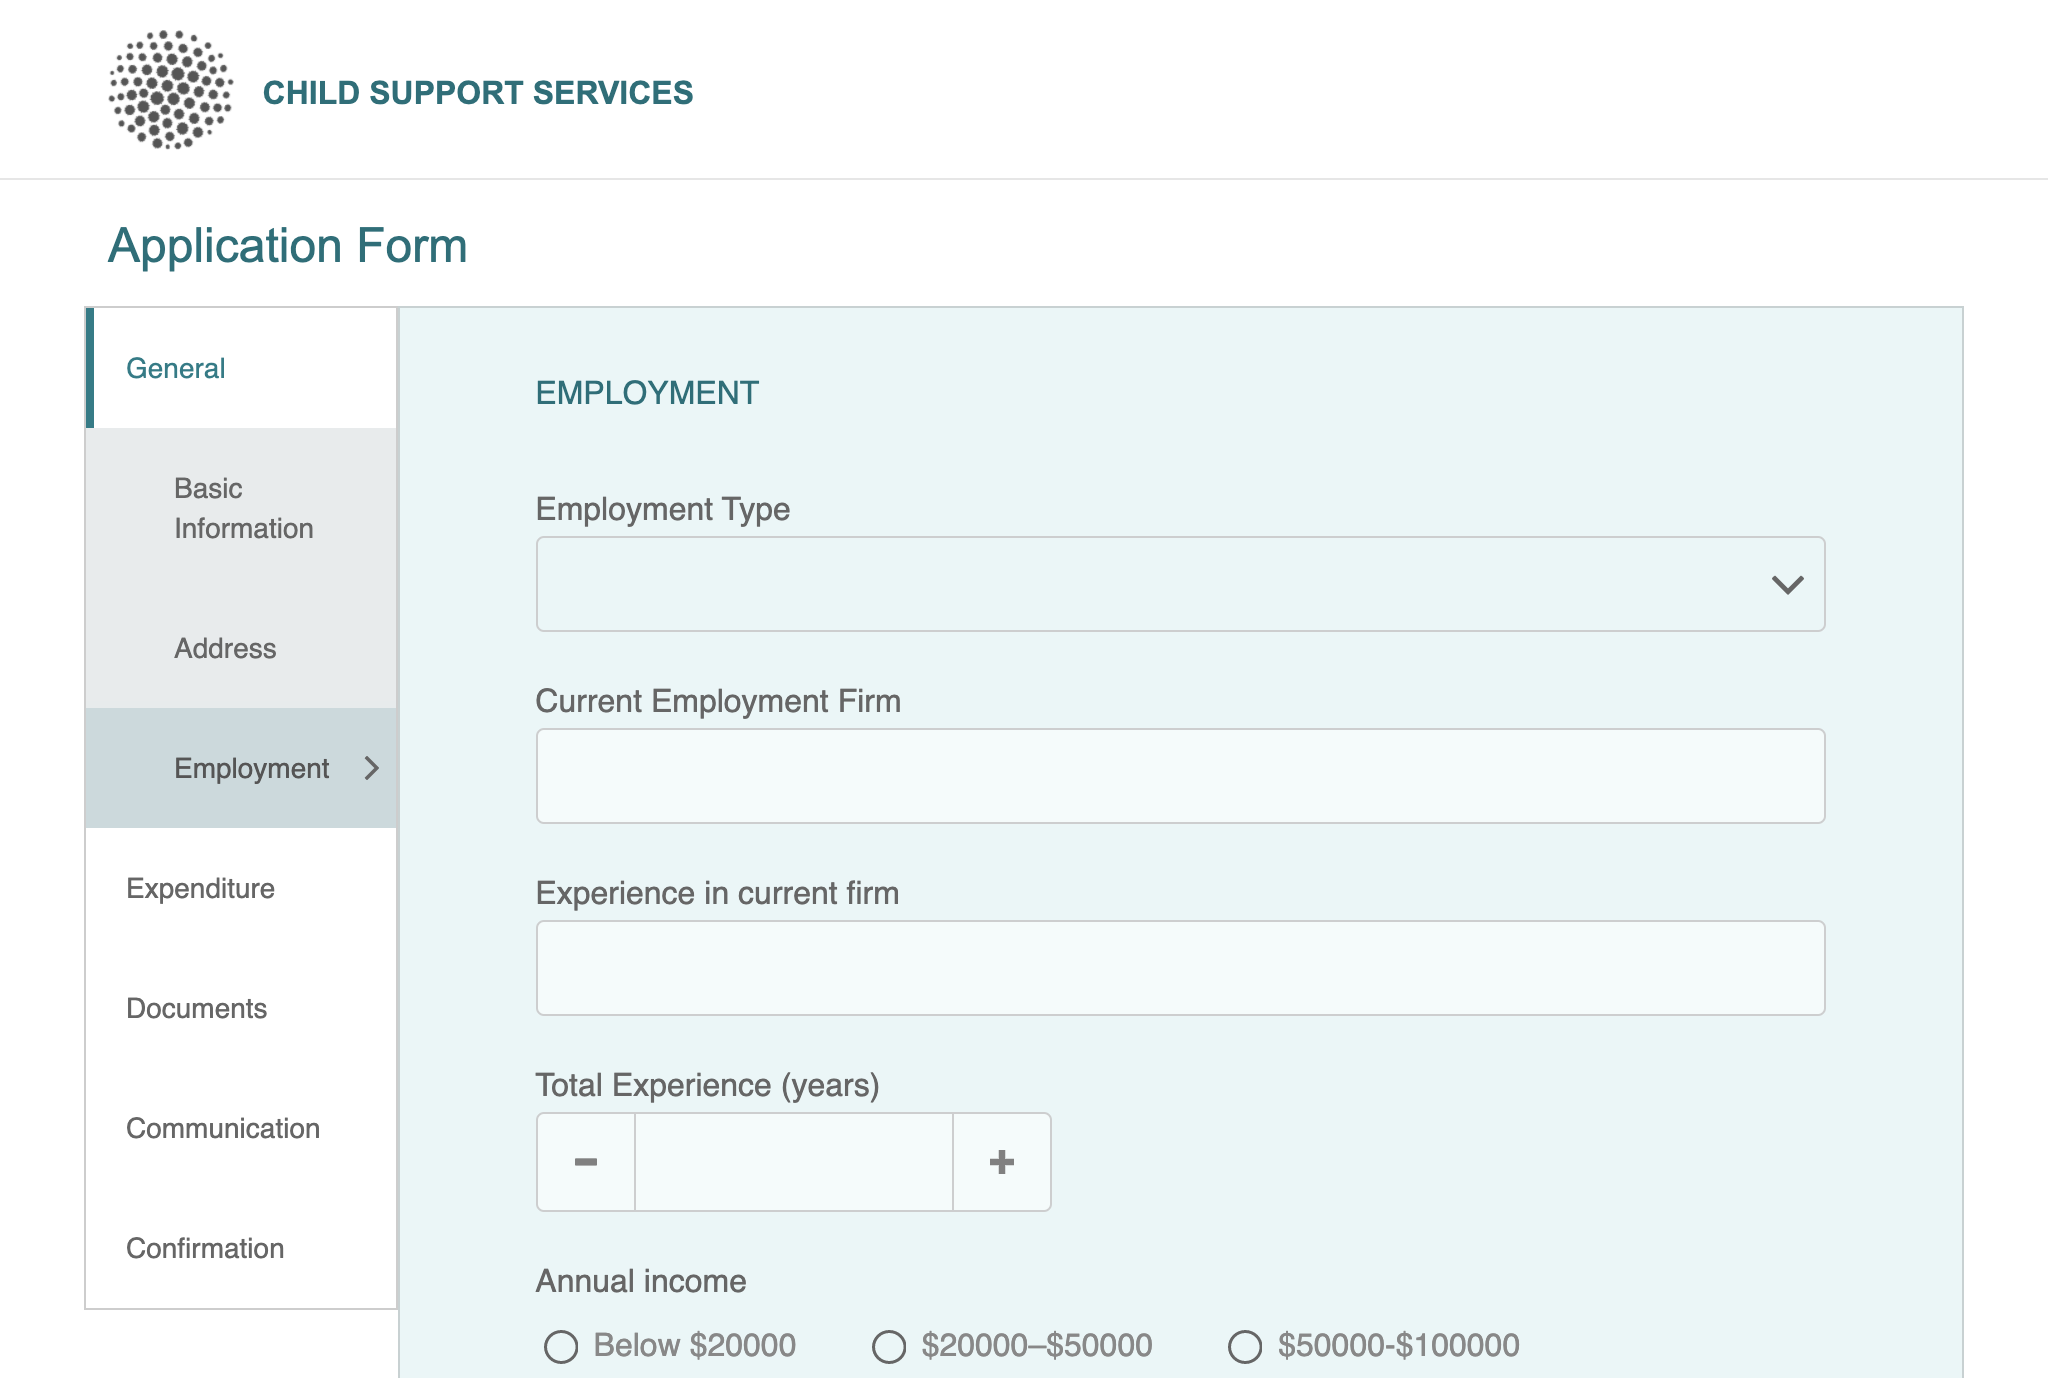 CHILD SUPPORT SERVICES
Application Form
General
Basic
Information
Address
Employment
Expenditure
Documents
Communication
Confirmation
EMPLOYMENT
Employment Type
Current Employment Firm
Experience in current firm
Total Experience (years)
Annual income
Below $20000
$20000–$50000
$50000-$100000